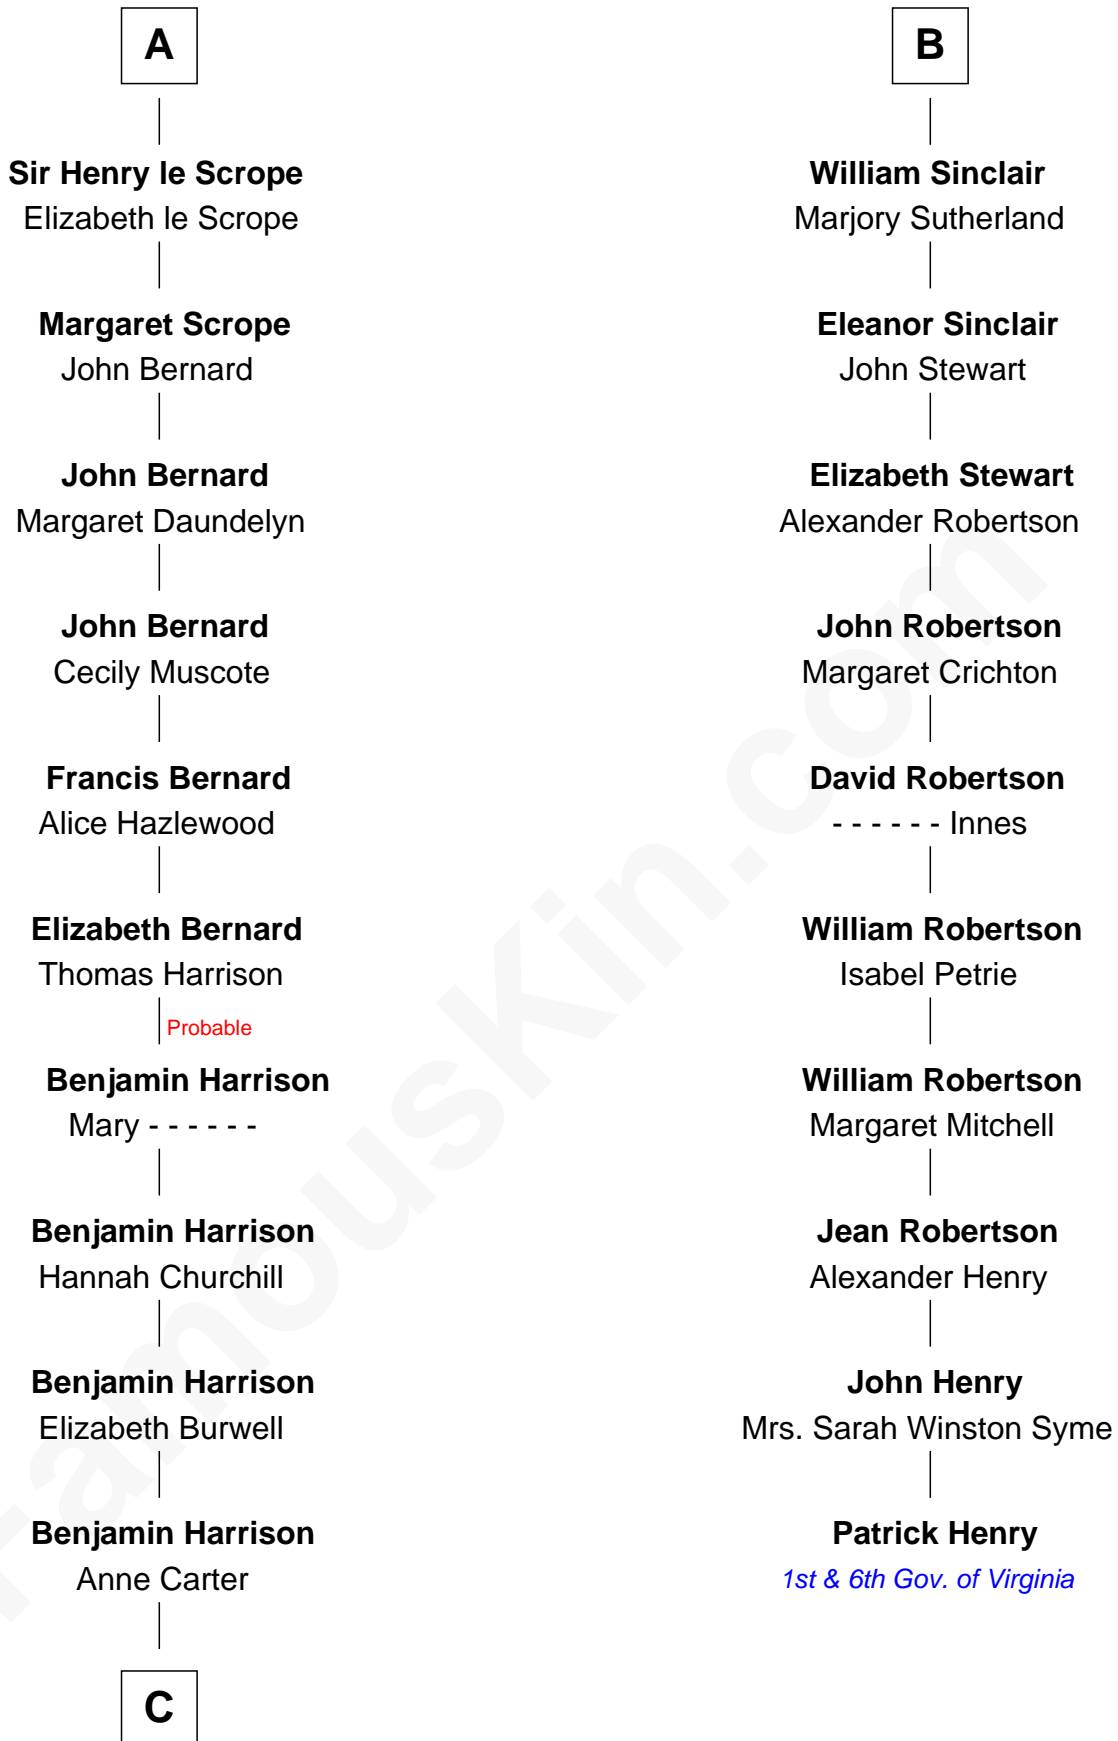 A
Sir Henry le Scrope
Elizabeth le Scrope
Margaret Scrope
John Bernard
John Bernard
Margaret Daundelyn
John Bernard
Cecily Muscote
Francis Bernard
Alice Hazlewood
Elizabeth Bernard
Thomas Harrison
Probable
Benjamin Harrison
Mary - - - - - -
Benjamin Harrison
Hannah Churchill
Benjamin Harrison
Elizabeth Burwell
Benjamin Harrison
Anne Carter
C
B
William Sinclair
Marjory Sutherland
Eleanor Sinclair
John Stewart
Elizabeth Stewart
Alexander Robertson
John Robertson
Margaret Crichton
David Robertson
- - - - - - Innes
William Robertson
Isabel Petrie
William Robertson
Margaret Mitchell
Jean Robertson
Alexander Henry
John Henry
Mrs. Sarah Winston Syme
Patrick Henry
1st & 6th Gov. of Virginia
FamousKin.com